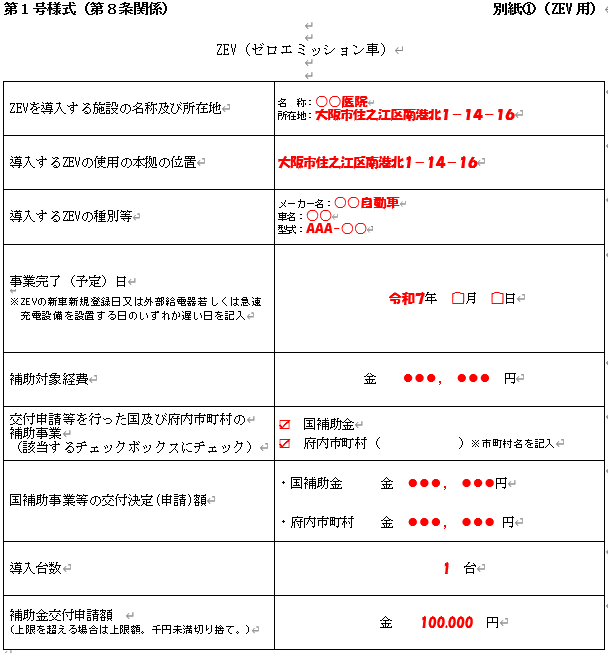 第１号様式（第８条関係） 別紙①（ZEV用）
ZEV（ゼロエミッション車）
ZEVを導入する施設の名称及び所在地
名　称：〇〇医院
所在地：大阪市住之江区南港北1－14－16
導入するZEVの使用の本拠の位置
大阪市住之江区南港北1－14－16
導入するZEVの種別等
メーカー名：〇〇自動車
車名：〇〇
型式：AAA-〇〇
事業完了（予定）日
※ZEVの新車新規登録日又は外部給電器若しくは急速
充電設備を設置する日のいずれか遅い日を記入
令和7年　□月　□日
補助対象経費
金　●●●，●●●　円
交付申請等を行った国及び府内市町村の
補助事業
（該当するチェックボックスにチェック）
☑　国補助金
☑　府内市町村（　　　　　　）※市町村名を記入
国補助事業等の交付決定(申請)額
・国補助金　　金　●●●，●●●円
・府内市町村　　金　●●●，●●● 円
導入台数
1　台
補助金交付申請額
（上限を超える場合は上限額。千円未満切り捨て。）
金　100.000　円